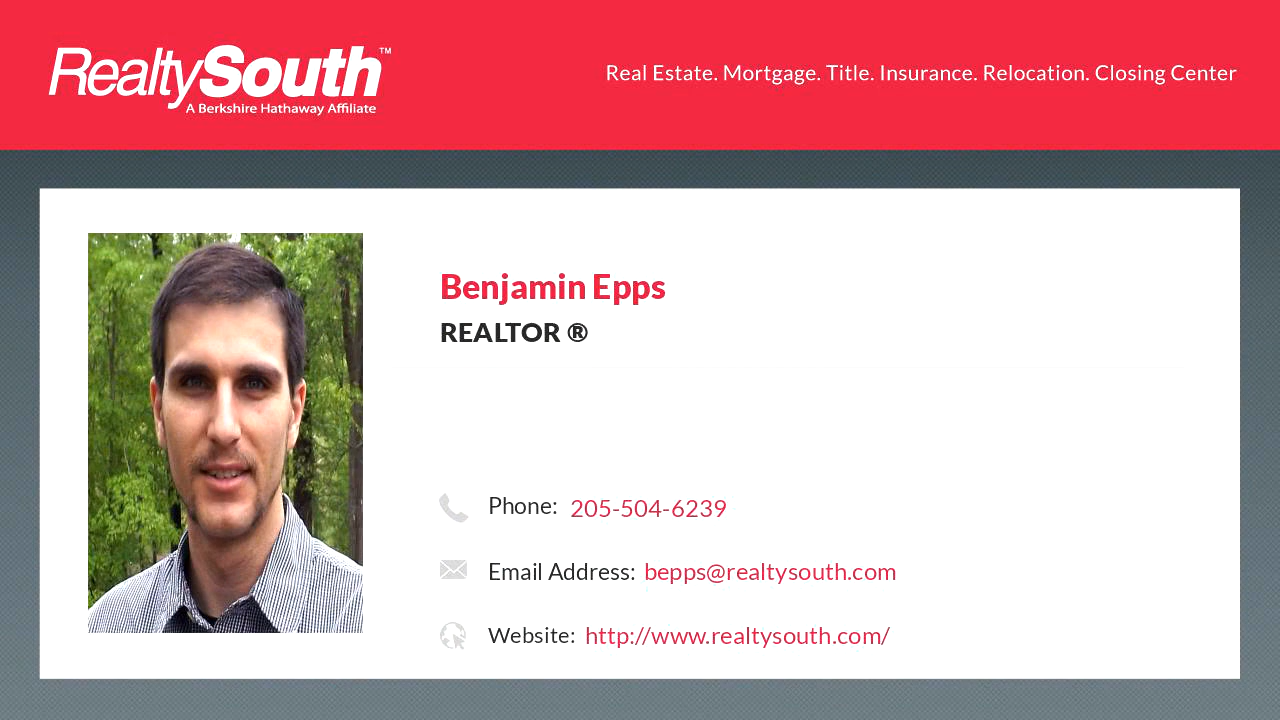 RealtySouth™
A Berkshire Hathaway Affiliate
Real Estate. Mortgage. Title. Insurance. Relocation. Closing Center
Benjamin Epps
REALTOR ®
Phone: 205-504-6239
Email Address: bepps@realtysouth.com
Website: http://www.realtysouth.com/